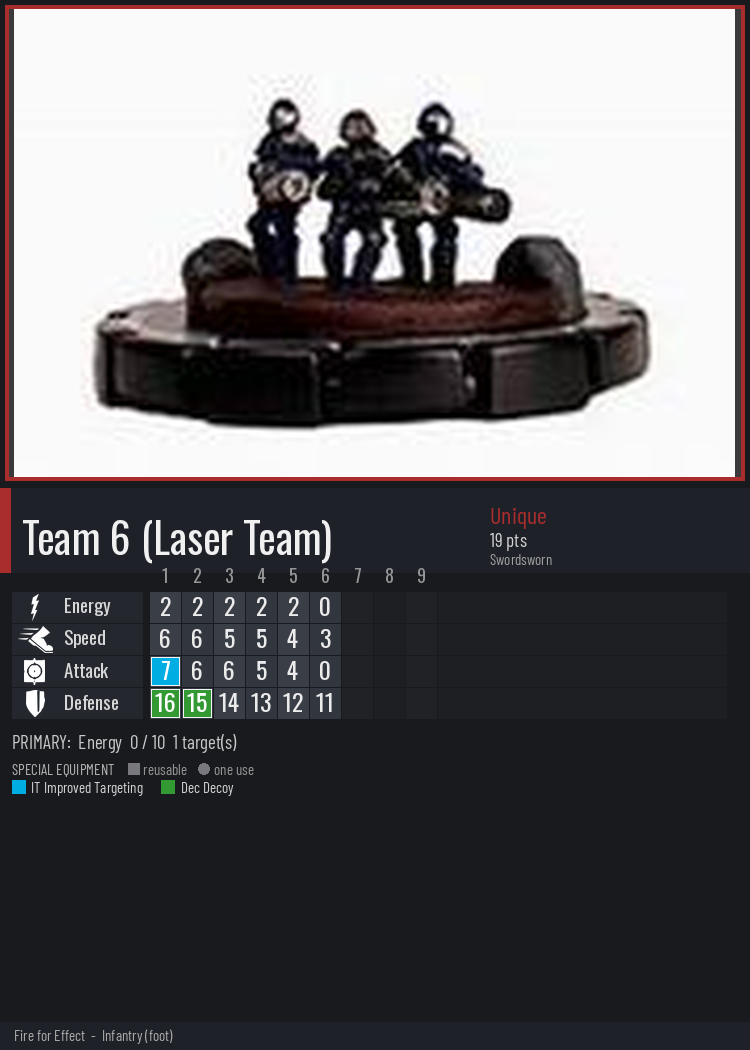 Team 6 (Laser Team)
Unique
19 pts
Swordsworn
1 2 3 4 5 6 7 8 9
Energy 2 2 2 2 2 0
Speed 6 6 5 5 4 3
Attack 7 6 6 5 4 0
Defense 16 15 14 13 12 11
PRIMARY: Energy 0 / 10 1 target(s)
SPECIAL EQUIPMENT reusable one use
IT Improved Targeting Dec Decoy
Fire for Effect - Infantry (foot)